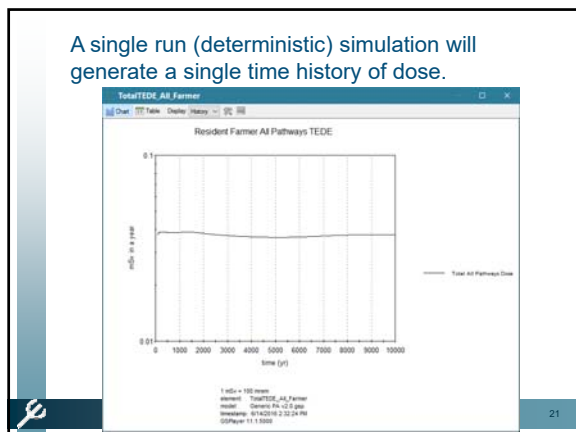 A single run (deterministic) simulation will
generate a single time history of dose.
TotalTEDE_All_Farmer
Chart Table Display: History
Resident Farmer All Pathways TEDE
0.1
mSv in a year
0.01
0 1000 2000 3000 4000 5000 6000 7000 8000 9000 10000
time (yr)
Total All Pathways Dose
1 mSv = 100 mrem
element TotalTEDE_All_Farmer
model Generic PA v2.0.gsp
timestamp 6/14/2016 2:32:24 PM
GSPlayer 11.1.5000
21